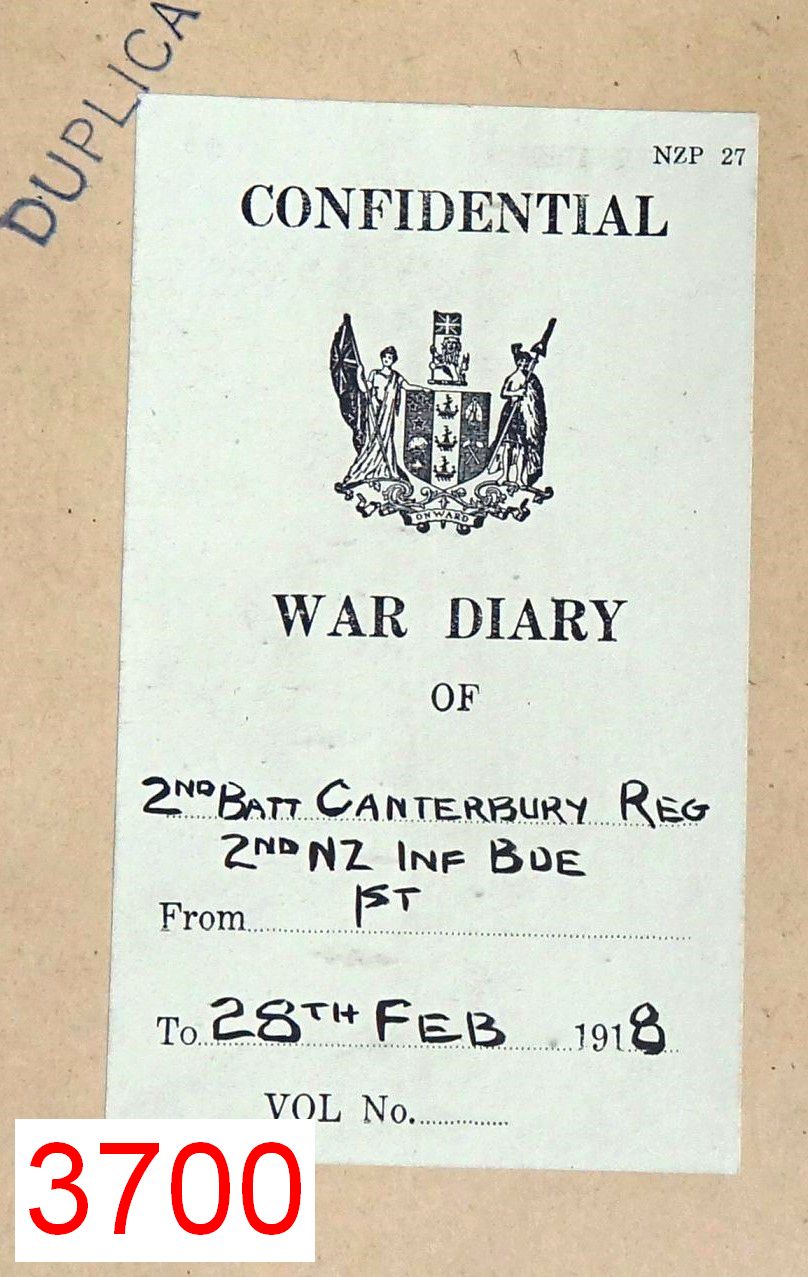 DUPLICA
NZP 27
CONFIDENTIAL
ONWARD
WAR DIARY
OF
2ND BATT CANTERBURY REG
2ND NZ INF BDE
From 1ST
To 28TH FEB 1918
VOL No.
3700